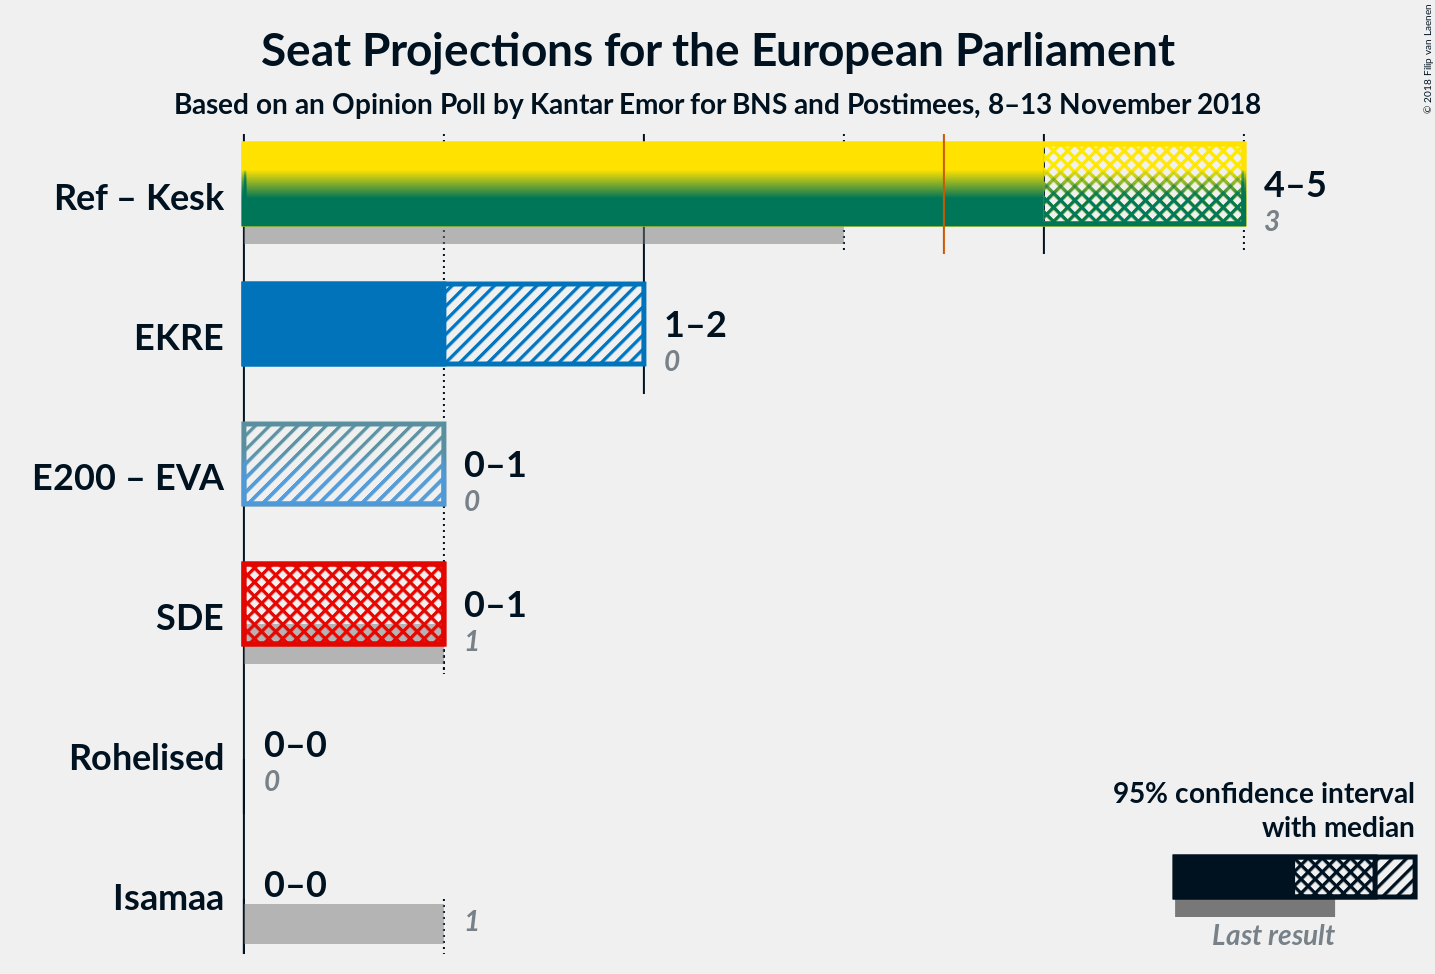 Seat Projections for the European Parliament
Based on an Opinion Poll by Kantar Emor for BNS and Postimees, 8–13 November 2018
© 2018 Filip van Laenen
Ref – Kesk
4–5
3
EKRE
1–2
0
E200 – EVA
0–1
0
SDE
0–1
1
Rohelised
0–0
0
Isamaa
0–0
1
95% confidence interval
with median
Last result